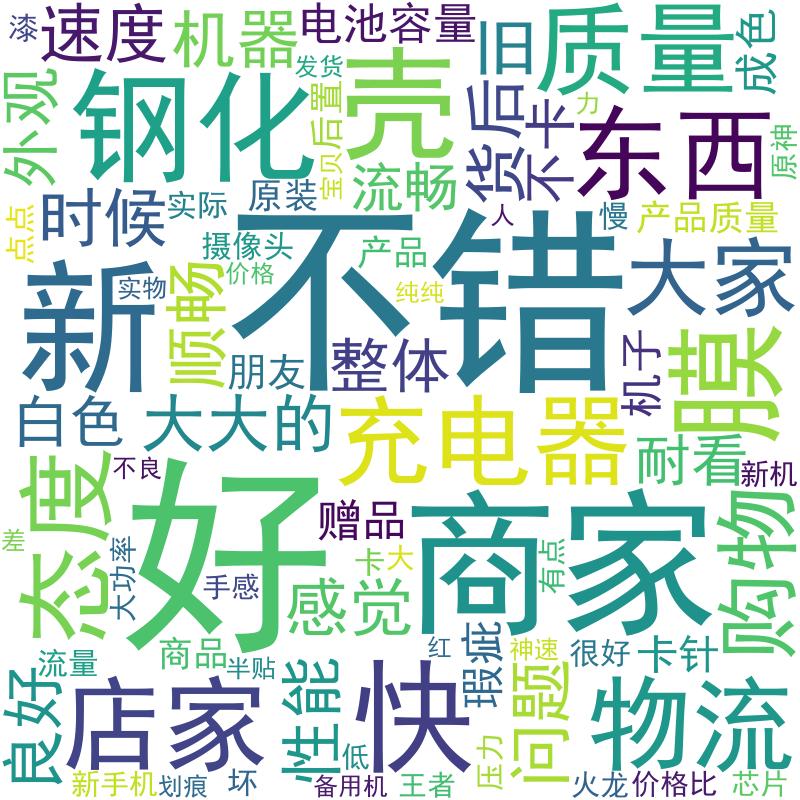 漆
速度
机器
电池容量
旧
质量
成色
外观
钢化
发货
壳
后置
宝贝
货后
不卡
力
东西
原神
点点
时候
实际
原装
流畅
人
慢
产品质量
摄像头
产品
新
实物
顺畅
价格
不错
纯纯
大家
朋友
整体
机子
膜
白色
大大的
充电器
耐看
态度
不良
好
赠品
商家
新机
购物
差
大功率
手感
感觉
卡
大
有点
商品
半贴
红
瑕疵
神速
很好
卡针
良好
流量
店家
性能
快
低
压力
问题
物流
新手机
划痕
坏
备用机
王者
火龙
价格比
芯片